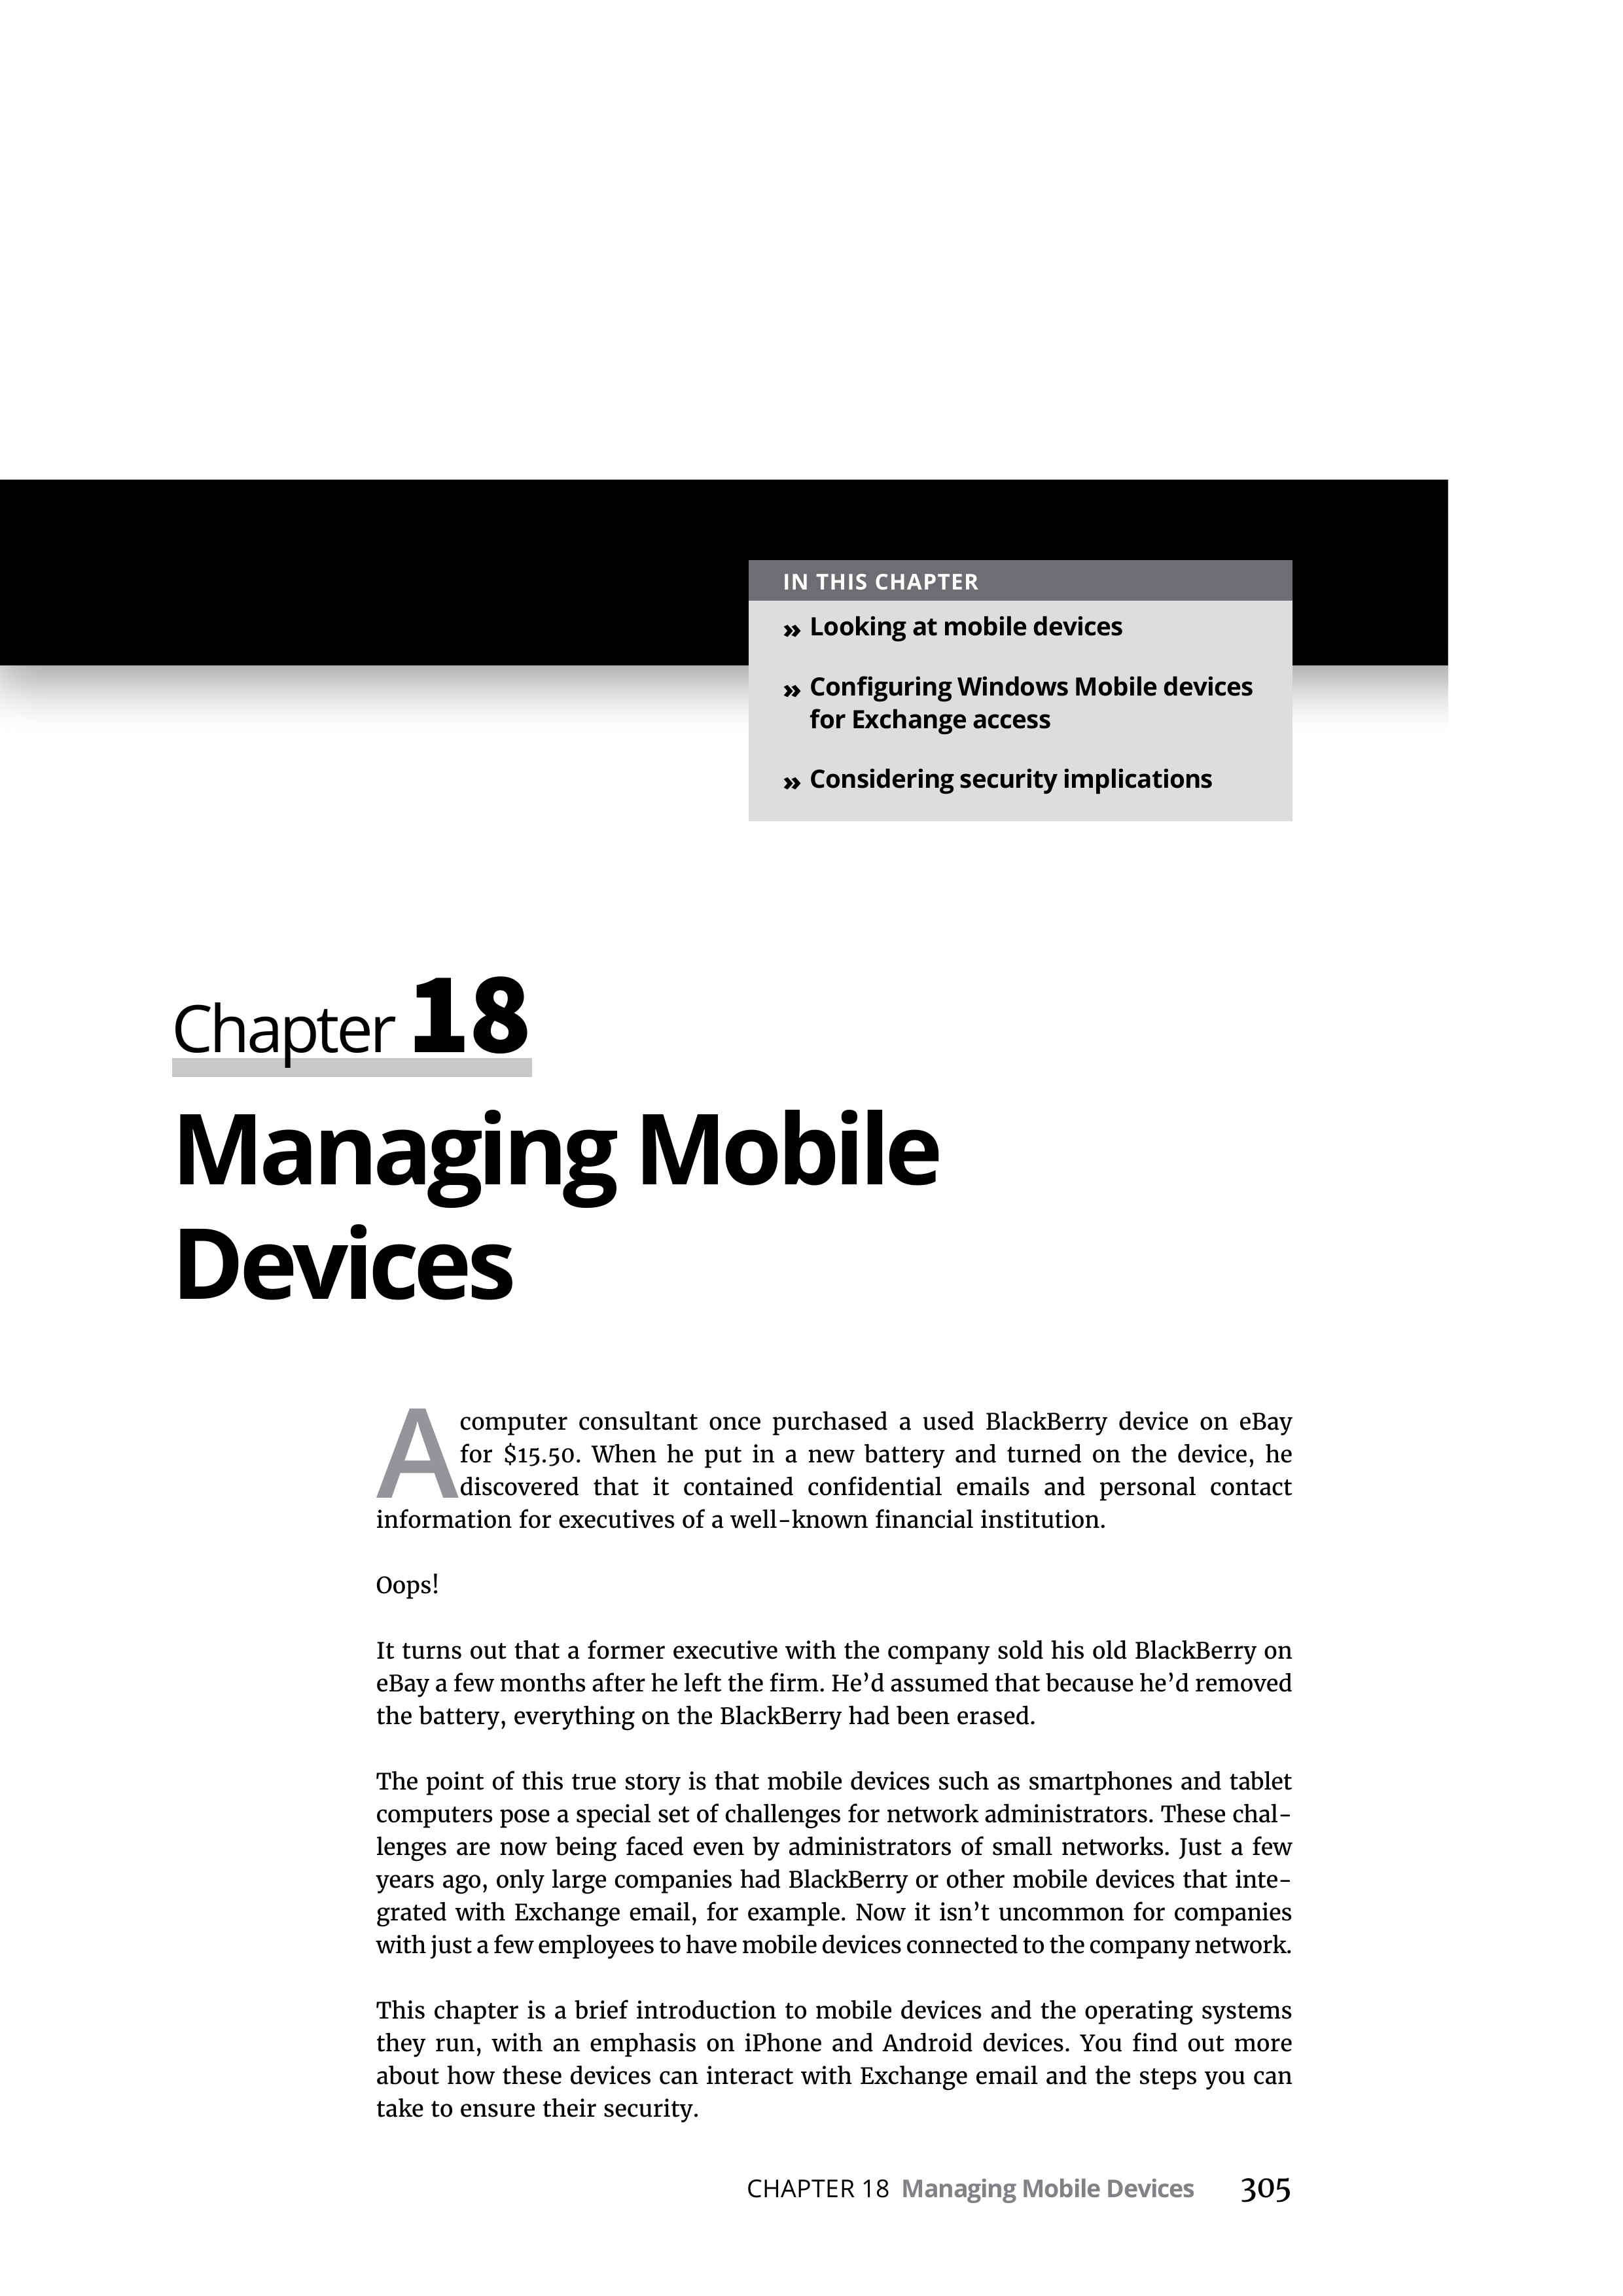 IN THIS CHAPTER
» Looking at mobile devices
» Configuring Windows Mobile devices
for Exchange access
» Considering security implications
Chapter 18
Managing Mobile
Devices
A computer consultant once purchased a used BlackBerry device on eBay
for $15.50. When he put in a new battery and turned on the device, he
discovered that it contained confidential emails and personal contact
information for executives of a well-known financial institution.
Oops!
It turns out that a former executive with the company sold his old BlackBerry on
eBay a few months after he left the firm. He’d assumed that because he’d removed
the battery, everything on the BlackBerry had been erased.
The point of this true story is that mobile devices such as smartphones and tablet
computers pose a special set of challenges for network administrators. These chal-
lenges are now being faced even by administrators of small networks. Just a few
years ago, only large companies had BlackBerry or other mobile devices that inte-
grated with Exchange email, for example. Now it isn’t uncommon for companies
with just a few employees to have mobile devices connected to the company network.
This chapter is a brief introduction to mobile devices and the operating systems
they run, with an emphasis on iPhone and Android devices. You find out more
about how these devices can interact with Exchange email and the steps you can
take to ensure their security.
CHAPTER 18 Managing Mobile Devices 305